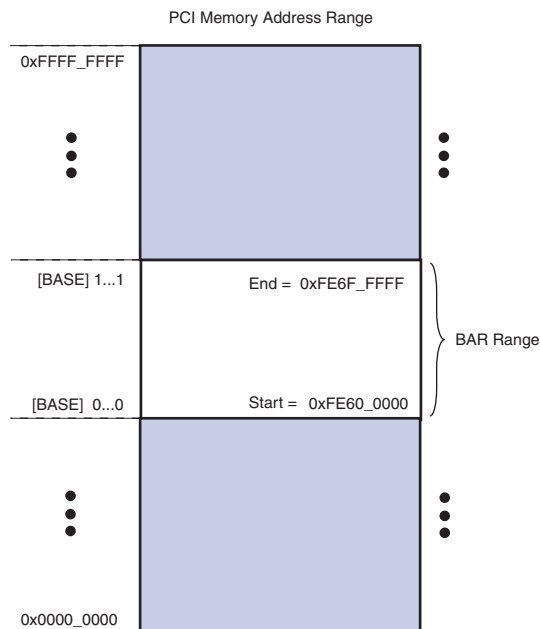 PCI Memory Address Range
0xFFFF_FFFF
[BASE] 1...1
End = 0xFE6F_FFFF
BAR Range
[BASE] 0...0
Start = 0xFE60_0000
0x0000_0000